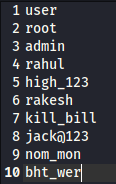 1 user
2 root
3 admin
4 rahul
5 high_123
6 rakesh
7 kill_bill
8 jack@123
9 nom_mon
10 bht_wer